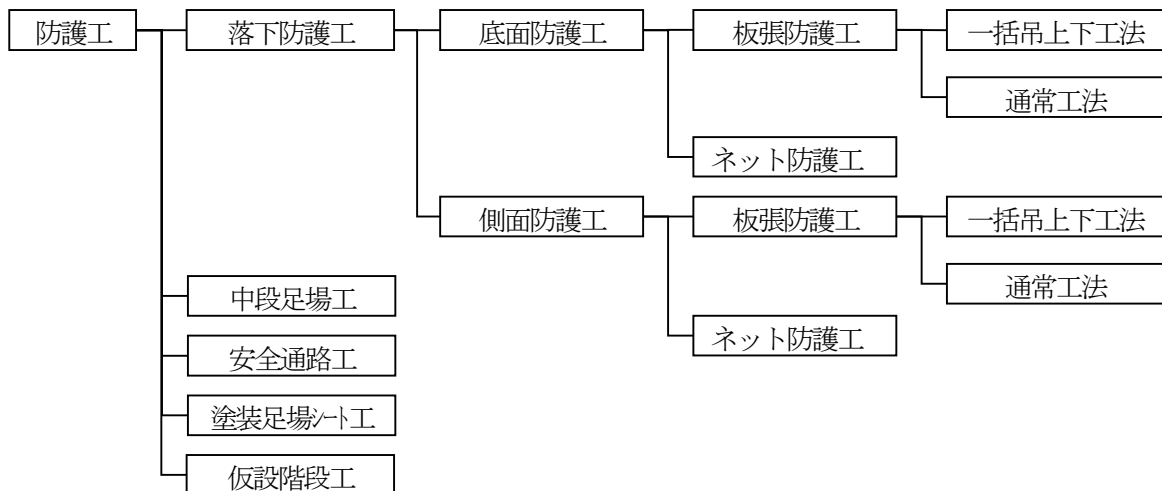 防護工 落下防護工 底面防護工 板張防護工 一括吊上下工法
通常工法
ネット防護工
側面防護工 板張防護工 一括吊上下工法
中段足場工 通常工法
ネット防護工
安全通路工
塗装足場シート工
仮設階段工